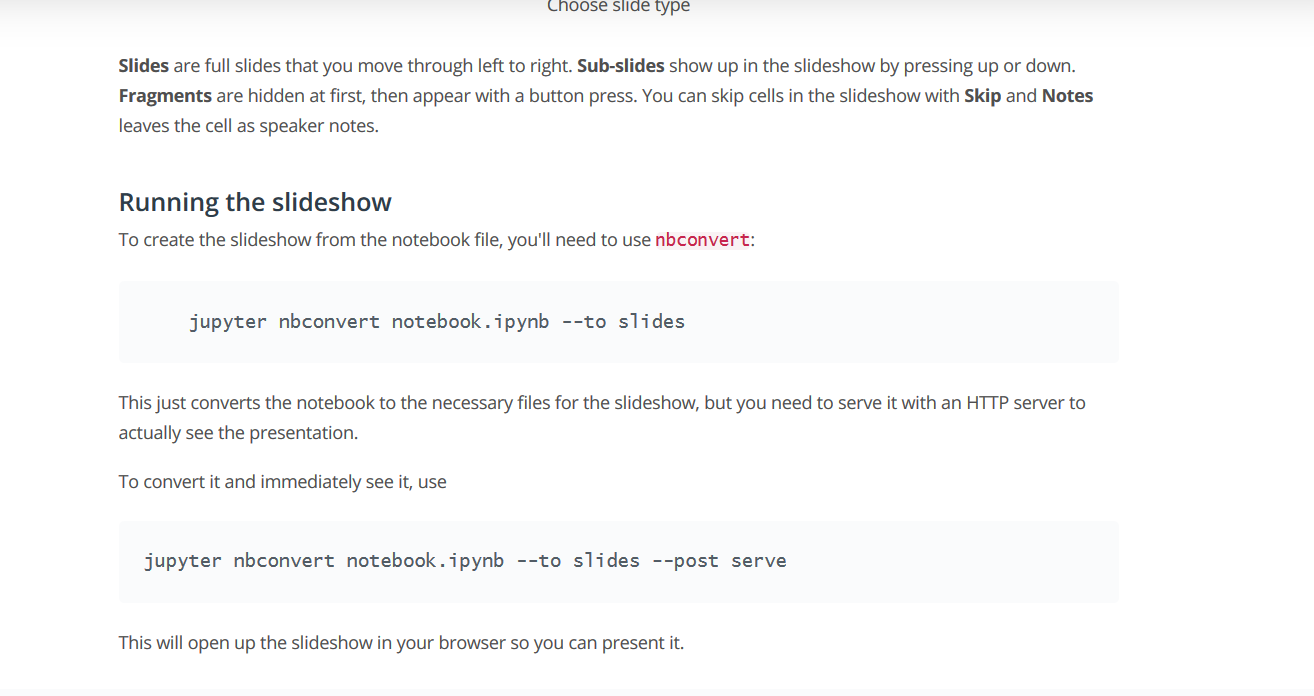 Choose slide type
Slides are full slides that you move through left to right. Sub-slides show up in the slideshow by pressing up or down.
Fragments are hidden at first, then appear with a button press. You can skip cells in the slideshow with Skip and Notes
leaves the cell as speaker notes.
Running the slideshow
To create the slideshow from the notebook file, you'll need to use nbconvert:
jupyter nbconvert notebook.ipynb --to slides
This just converts the notebook to the necessary files for the slideshow, but you need to serve it with an HTTP server to
actually see the presentation.
To convert it and immediately see it, use
jupyter nbconvert notebook.ipynb --to slides --post serve
This will open up the slideshow in your browser so you can present it.